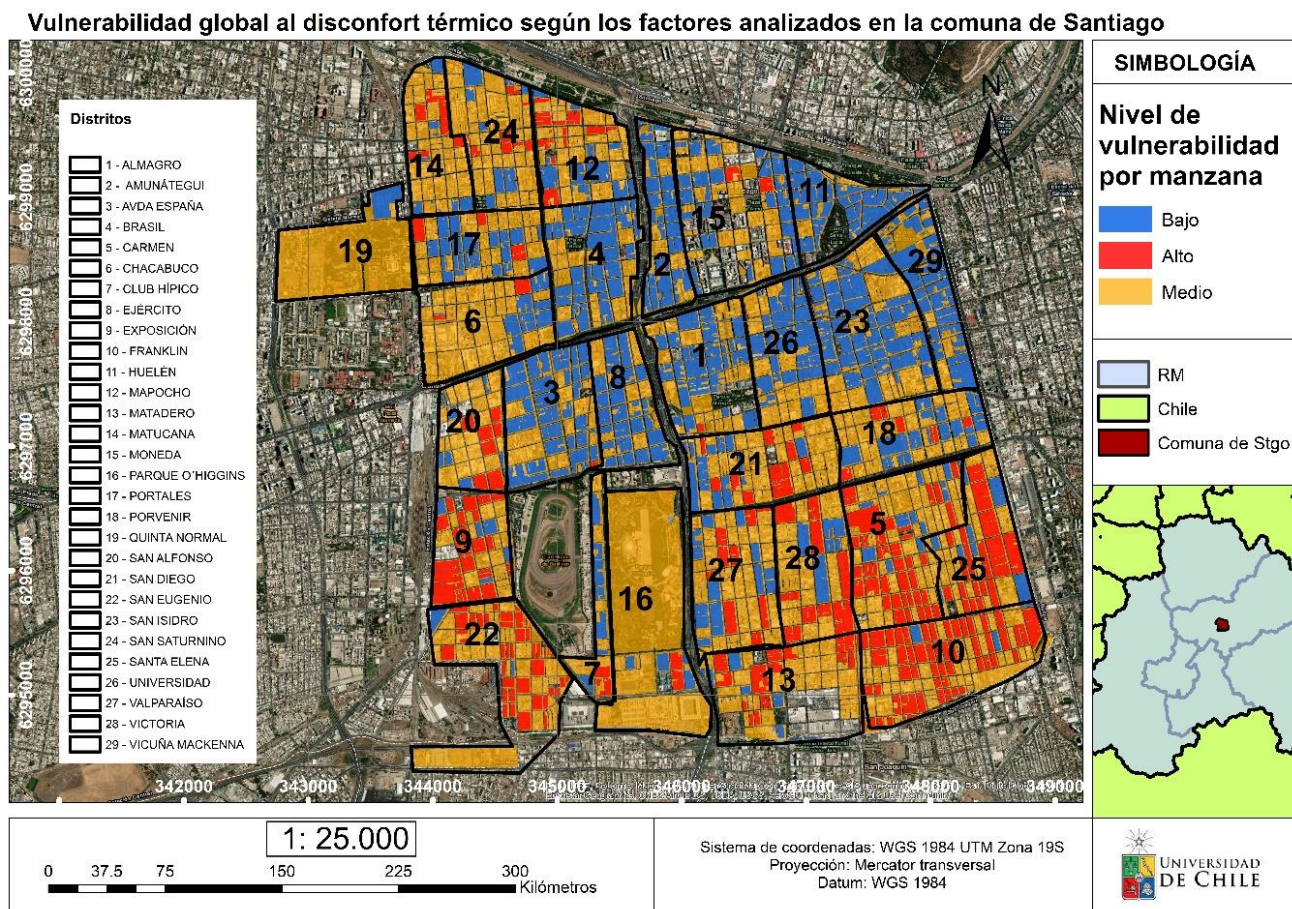 Vulnerabilidad global al disconfort térmico según los factores analizados en la comuna de Santiago
Distritos
1 - ALMAGRO
2 - AMUNÁTEGUI
3 - AVDA ESPAÑA
4 - BRASIL
5 - CARMEN
6 - CHACABUCO
7 - CLUB HÍPICO
8 - EJÉRCITO
9 - EXPOSICIÓN
10 - FRANKLIN
11 - HUELÉN
12 - MAPOCHO
13 - MATADERO
14 - MATUCANA
15 - MONEDA
16 - PARQUE O´HIGGINS
17 - PORTALES
18 - PORVENIR
19 - QUINTA NORMAL
20 - SAN ALFONSO
21 - SAN DIEGO
22 - SAN EUGENIO
23 - SAN ISIDRO
24 - SAN SATURNINO
25 - SANTA ELENA
26 - UNIVERSIDAD
27 - VALPARAÍSO
28 - VICTORIA
29 - VICUÑA MACKENNA
6300000
6299000
6298000
6297000
6296000
6295000
N
24
14
12
11
15
19
17
4
2
29
6
23
26
1
3
8
20
18
21
5
9
27
28
25
16
22
7
10
13
342000
343000
344000
345000
346000
347000
348000
349000
SIMBOLOGÍA
Nivel de
vulnerabilidad
por manzana
Bajo
Alto
Medio
RM
Chile
Comuna de Stgo
1: 25.000
0 37.5 75 150 225 300
Kilómetros
Sistema de coordenadas: WGS 1984 UTM Zona 19S
Proyección: Mercator transversal
Datum: WGS 1984
UNIVERSIDAD
DE CHILE